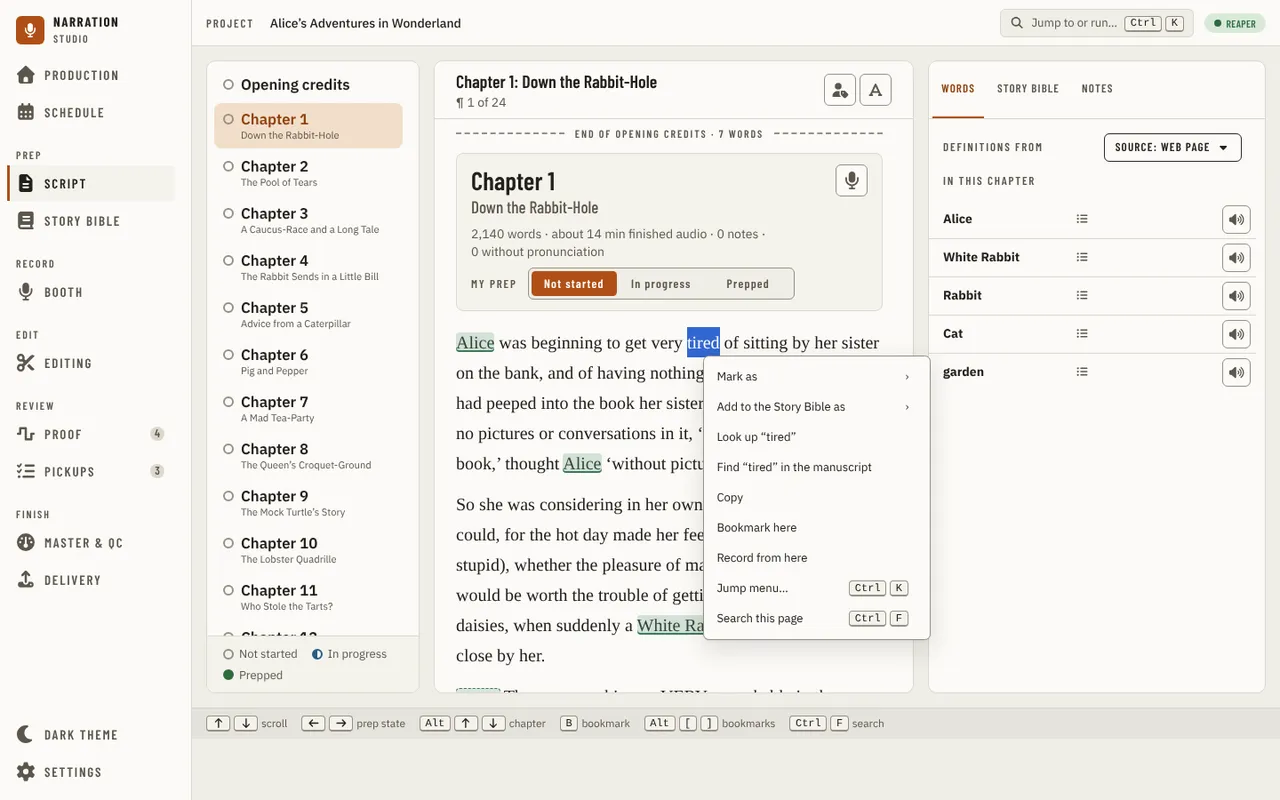 NARRATION
STUDIO
PRODUCTION
SCHEDULE
PREP
SCRIPT
STORY BIBLE
RECORD
BOOTH
EDIT
EDITING
REVIEW
PROOF 4
PICKUPS 3
FINISH
MASTER & QC
DELIVERY
DARK THEME
SETTINGS
PROJECT Alice’s Adventures in Wonderland
Jump to or run… Ctrl K
REAPER
Opening credits
Chapter 1
Down the Rabbit-Hole
Chapter 2
The Pool of Tears
Chapter 3
A Caucus-Race and a Long Tale
Chapter 4
The Rabbit Sends in a Little Bill
Chapter 5
Advice from a Caterpillar
Chapter 6
Pig and Pepper
Chapter 7
A Mad Tea-Party
Chapter 8
The Queen’s Croquet-Ground
Chapter 9
The Mock Turtle’s Story
Chapter 10
The Lobster Quadrille
Chapter 11
Who Stole the Tarts?
Not started In progress
Prepped
Chapter 1: Down the Rabbit-Hole
¶ 1 of 24
A
END OF OPENING CREDITS · 7 WORDS
Chapter 1
Down the Rabbit-Hole
2,140 words · about 14 min finished audio · 0 notes ·
0 without pronunciation
MY PREP Not started In progress Prepped
Alice was beginning to get very tired of sitting by her sister
on the bank, and of having nothing
had peeped into the book her sister
no pictures or conversations in it, ‘
book,’ thought Alice ‘without pictu
So she was considering in her own
could, for the hot day made her fee
stupid), whether the pleasure of ma
would be worth the trouble of getti
daisies, when suddenly a White Ra
close by her.
Mark as ›
Add to the Story Bible as ›
Look up “tired”
Find “tired” in the manuscript
Copy
Bookmark here
Record from here
Jump menu… Ctrl K
Search this page Ctrl F
WORDS STORY BIBLE NOTES
DEFINITIONS FROM SOURCE: WEB PAGE
IN THIS CHAPTER
Alice
White Rabbit
Rabbit
Cat
garden
↑ ↓ scroll ← → prep state Alt ↑ ↓ chapter B bookmark Alt [ ] bookmarks Ctrl F search